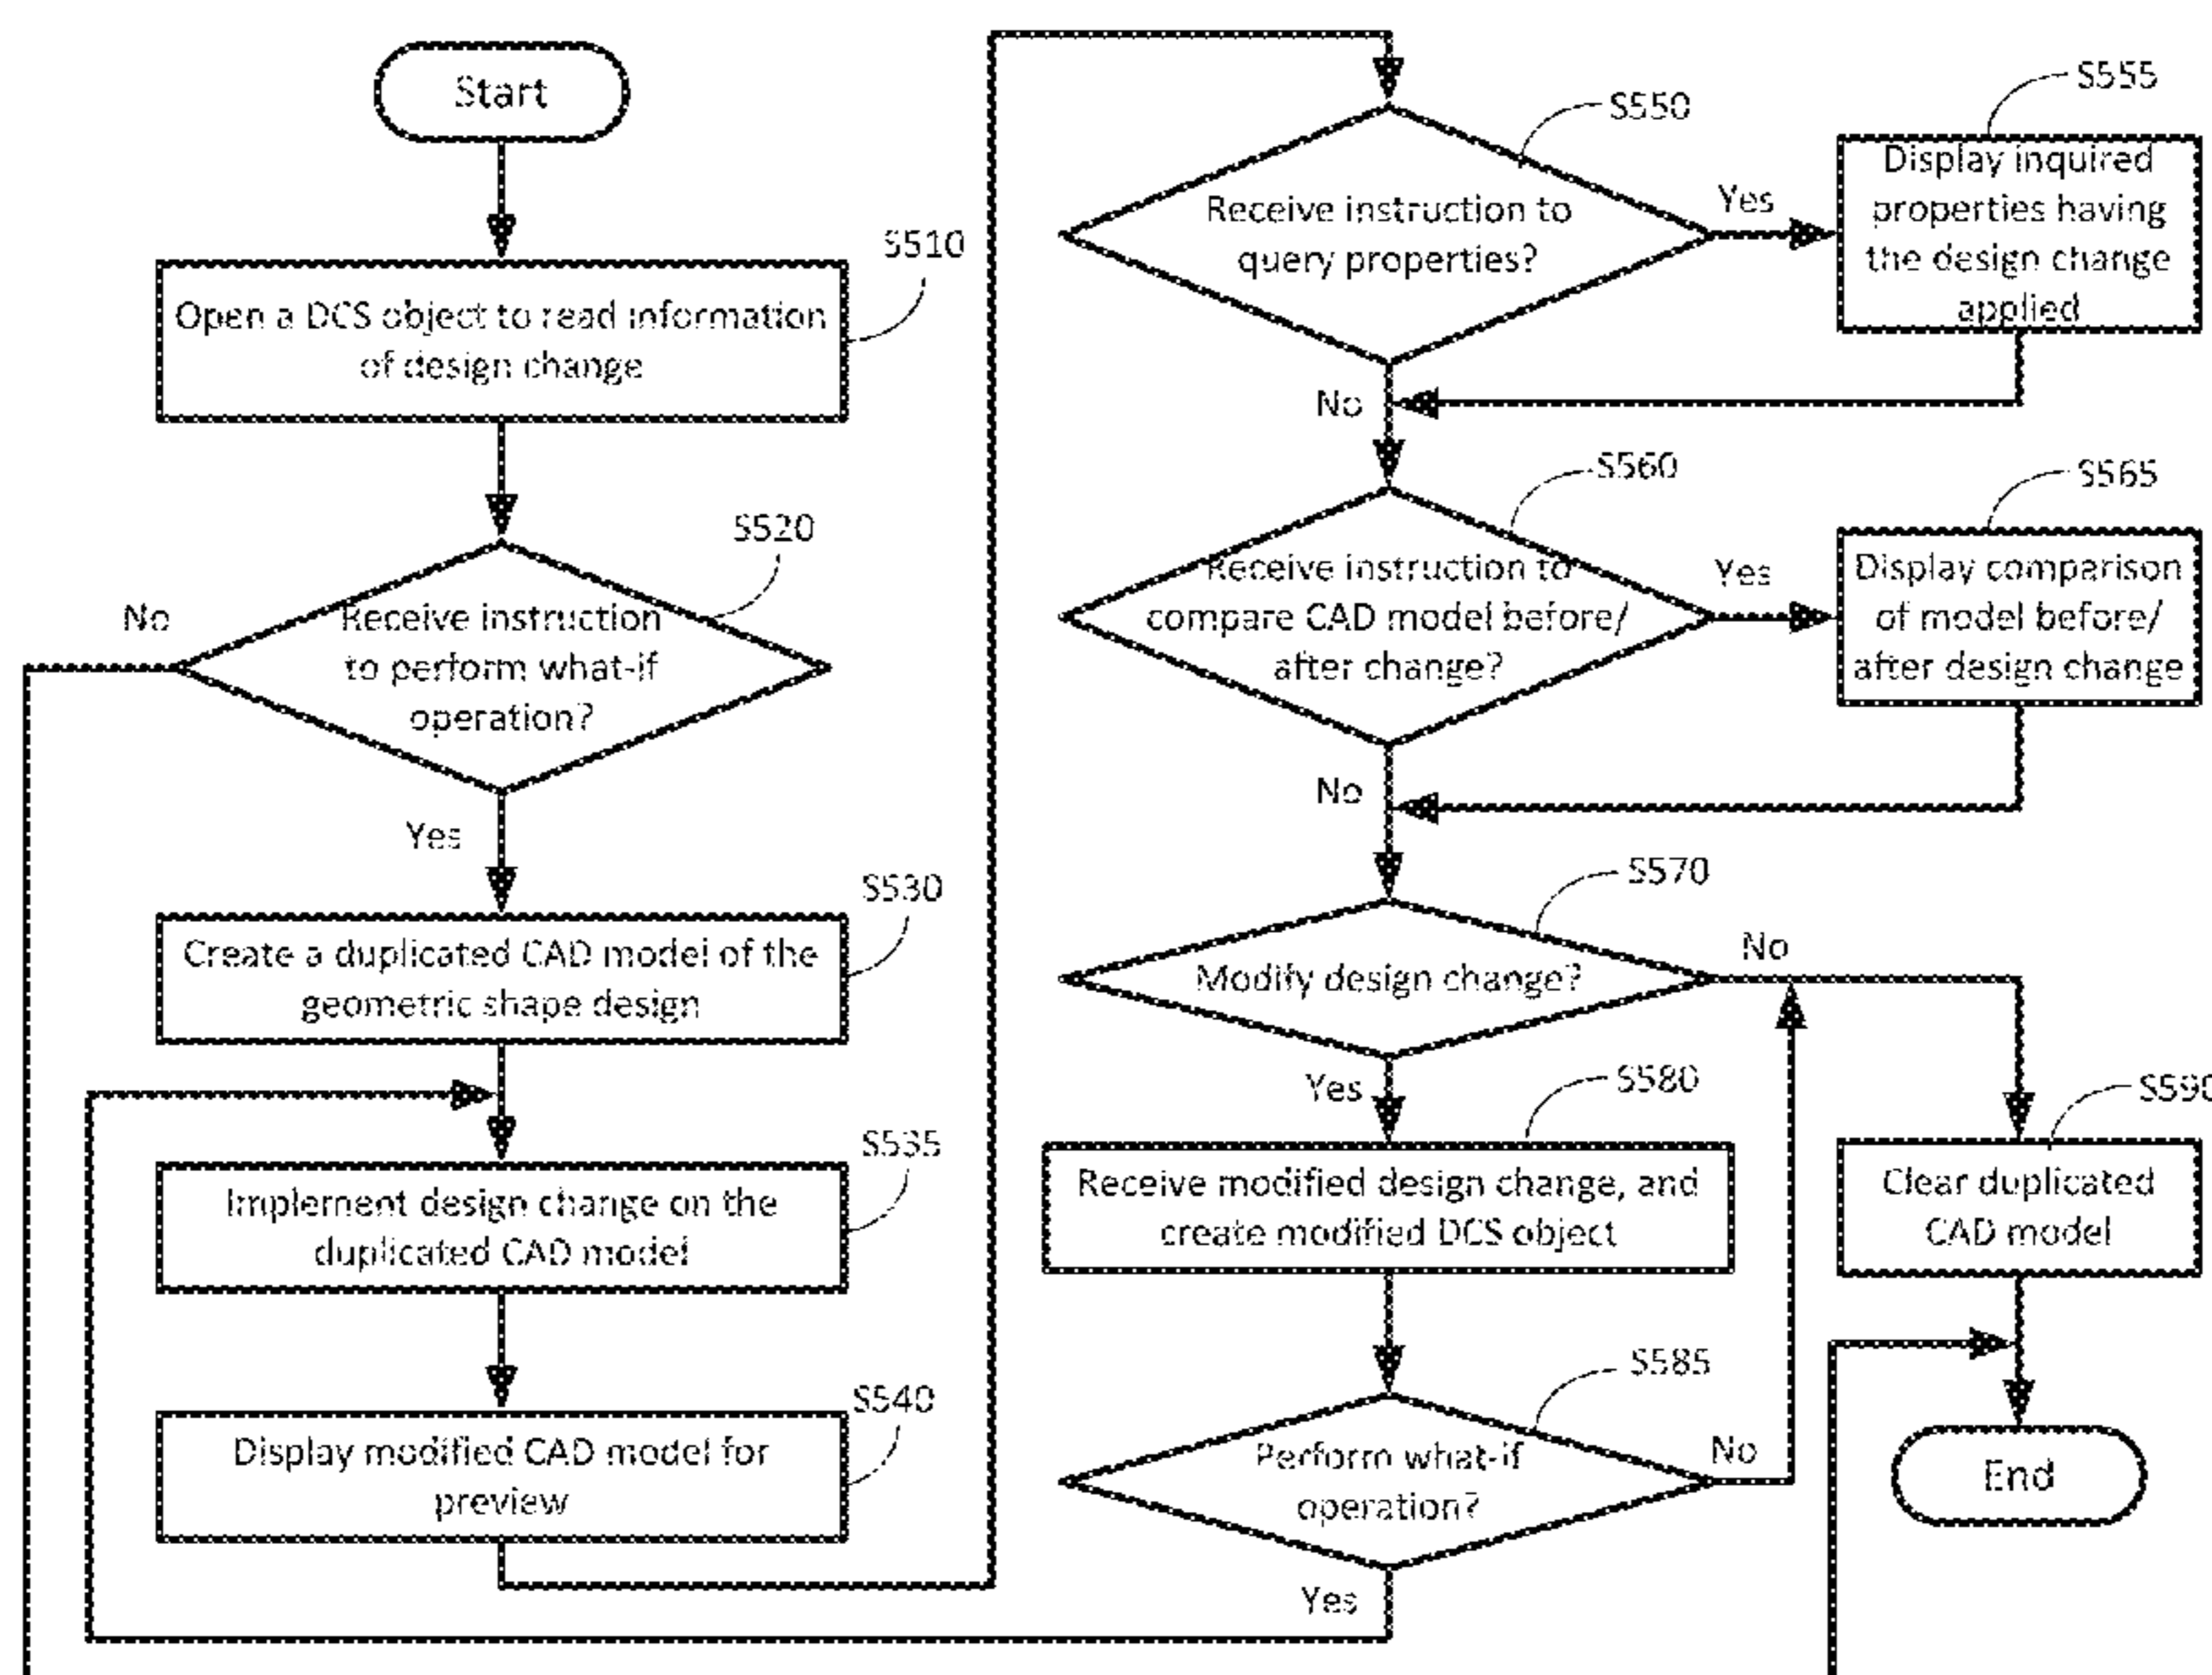 Start
S510
Open a DCS object to read information
of design change
S520
No
Receive instruction
to perform what-if
operation?
Yes
S530
Create a duplicated CAD model of the
geometric shape design
S535
Implement design change on the
duplicated CAD model
S540
Display modified CAD model for
preview
S550
Receive instruction to
query properties?
Yes
S555
Display inquired
properties having
the design change
applied
No
S560
Receive instruction to
compare CAD model before/
after change?
Yes
S565
Display comparison
of model before/
after design change
No
S570
Modify design change?
No
Yes
S580
Receive modified design change, and
create modified DCS object
S590
Clear duplicated
CAD model
S585
Perform what-if
operation?
No
Yes
End